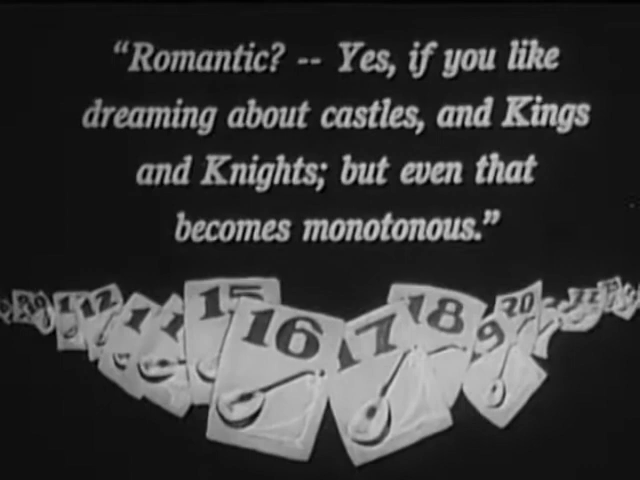 “Romantic? -- Yes, if you like
dreaming about castles, and Kings
and Knights; but even that
becomes monotonous.”
12
15
16
17
18
20